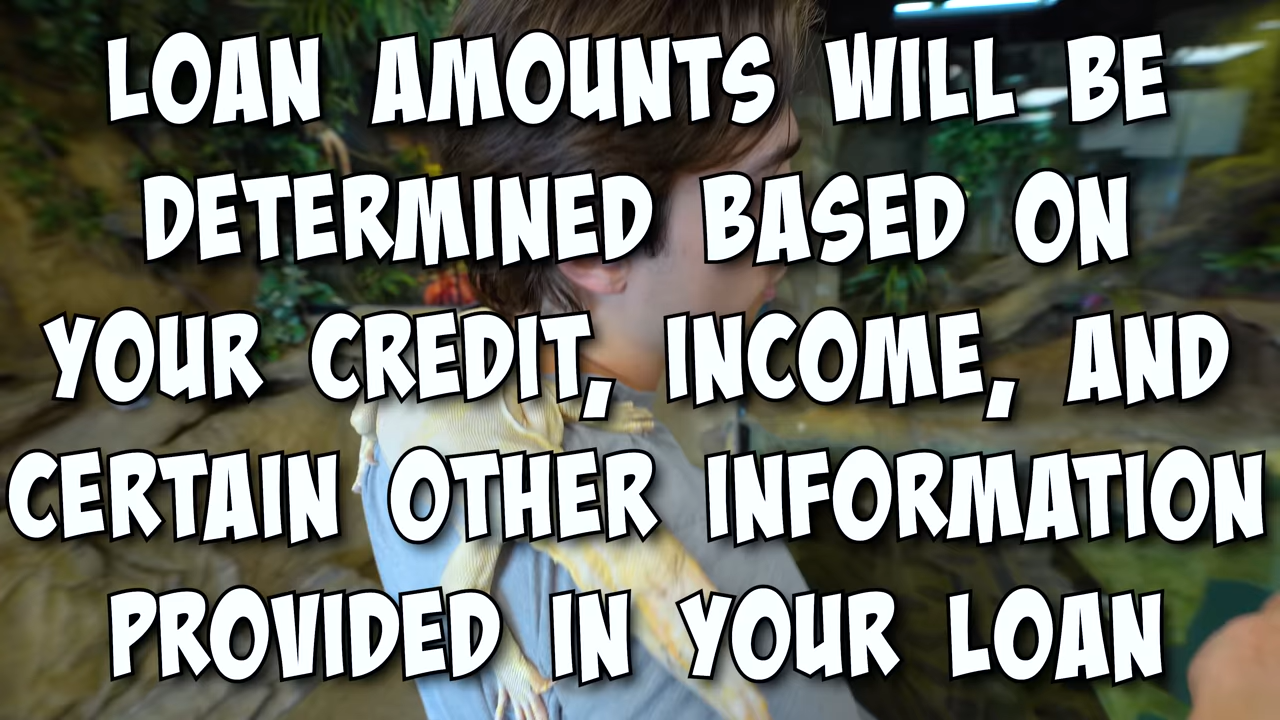 LOAN AMOUNTS WILL BE
DETERMINED BASED ON
YOUR CREDIT, INCOME, AND
CERTAIN OTHER INFORMATION
PROVIDED IN YOUR LOAN